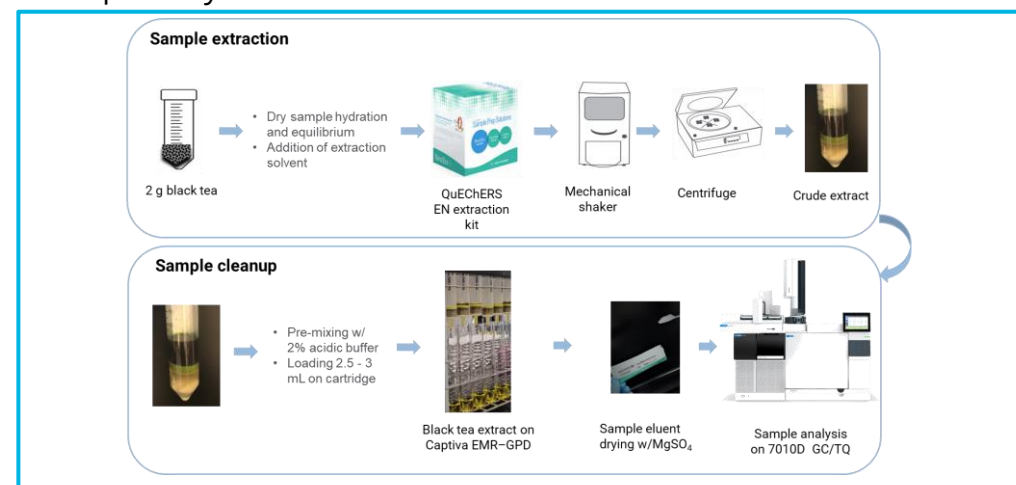 Sample extraction
• Dry sample hydration
and equilibrium
• Addition of extraction
solvent
2 g black tea
QuEChERS
EN extraction
kit
Mechanical
shaker
Centrifuge
Crude extract
Sample cleanup
• Pre-mixing w/
2% acidic buffer
• Loading 2.5 - 3
mL on cartridge
Black tea extract on
Captiva EMR–GPD
Sample eluent
drying w/MgSO₄
Sample analysis
on 7010D GC/TQ